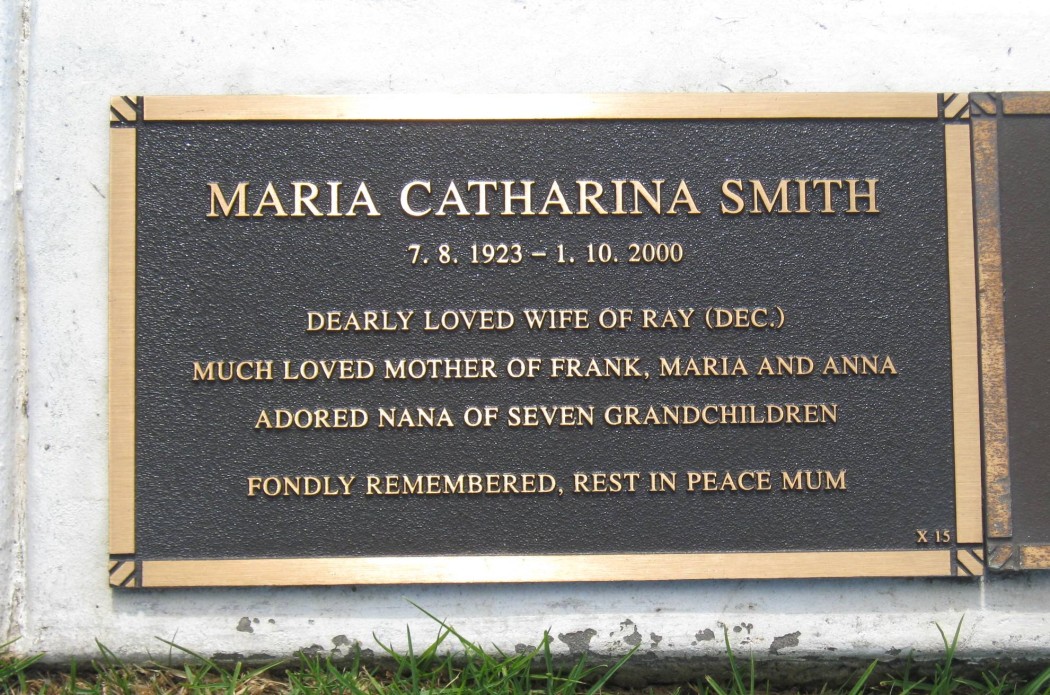 MARIA CATHARINA SMITH
7. 8. 1923 – 1. 10. 2000
DEARLY LOVED WIFE OF RAY (DEC.)
MUCH LOVED MOTHER OF FRANK, MARIA AND ANNA
ADORED NANA OF SEVEN GRANDCHILDREN
FONDLY REMEMBERED, REST IN PEACE MUM
X 15